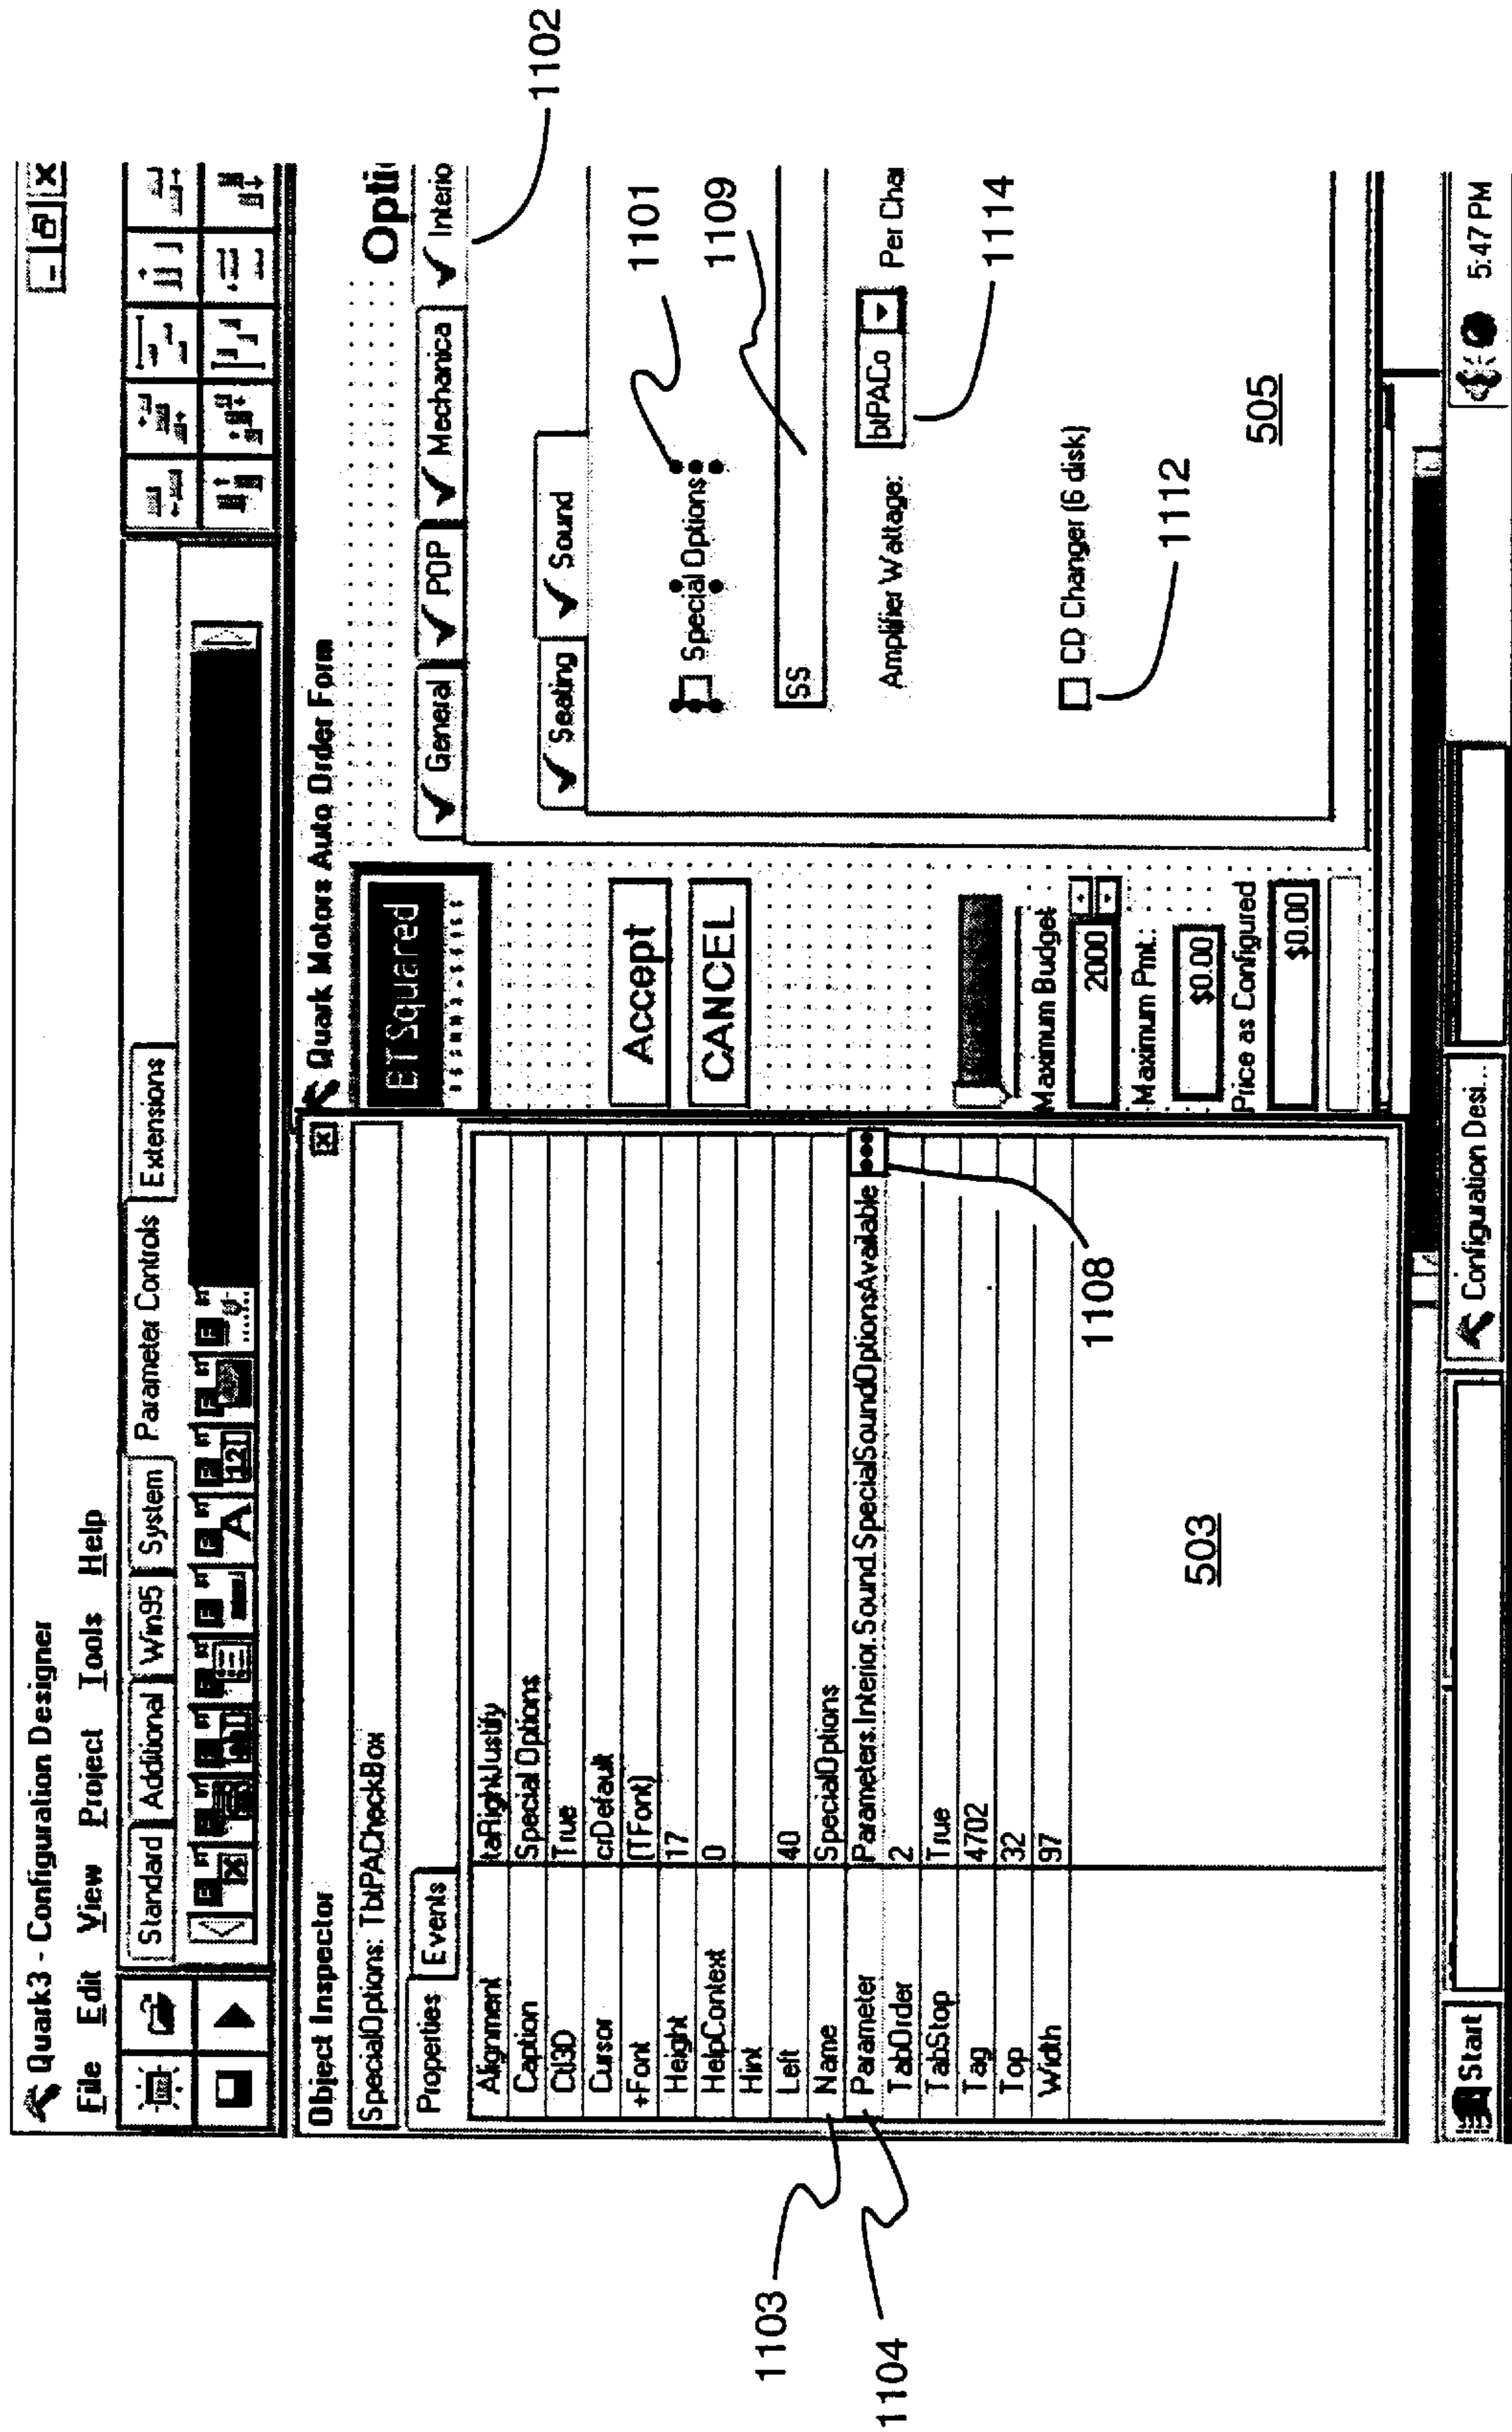 Quark3 - Configuration Designer
File Edit View Project Tools Help
Standard Additional Win95 System Parameter Controls Extensions
Object Inspector
SpecialOptions: TbtPACheckBox
Properties Events
Alignment taRightJustify
Caption Special Options
Ctl3D True
Cursor crDefault
+Font (TFont)
Height 17
HelpContext 0
Hint
Left 40
Name SpecialOptions
Parameter Parameters.Interior.Sound.SpecialSoundOptionsAvailable
TabOrder 2
TabStop True
Tag 4702
Top 32
Width 97
503
1103
1104
1108
Quark Motors Auto Order Form
BT Squared
Accept
CANCEL
Maximum Budget
2000
Maximum Pmt.:
$0.00
Price as Configured
$0.00
Opti
General POP Mechanica Interio
1102
Seating Sound
Special Options
1101
SS
1109
Amplifier Wattage: btPACo Per Cha
1114
CD Changer (6 disk)
1112
505
Start
Configuration Desi...
5:47 PM